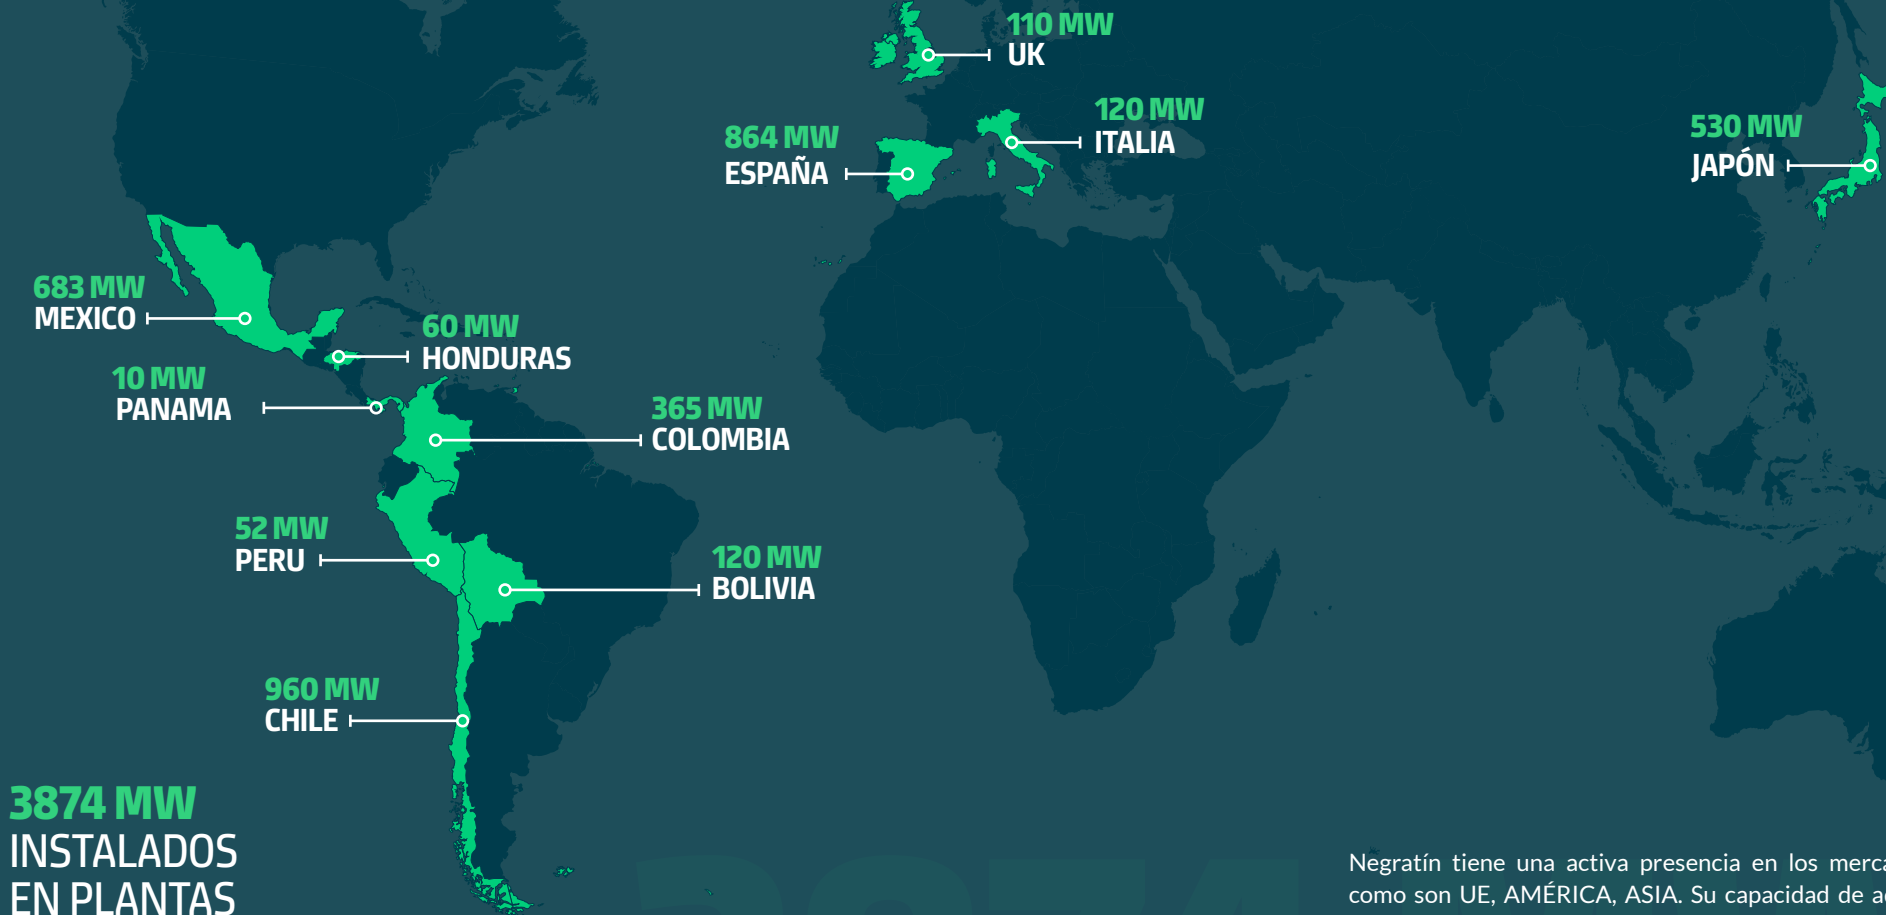 110 MW
UK
120 MW
ITALIA
864 MW
ESPAÑA
530 MW
JAPÓN
683 MW
MEXICO
60 MW
HONDURAS
10 MW
PANAMA
365 MW
COLOMBIA
52 MW
PERU
120 MW
BOLIVIA
960 MW
CHILE
3874 MW
INSTALADOS
EN PLANTAS
Negratín tiene una activa presencia en los
como son UE, AMÉRICA, ASIA. Su capacidad de